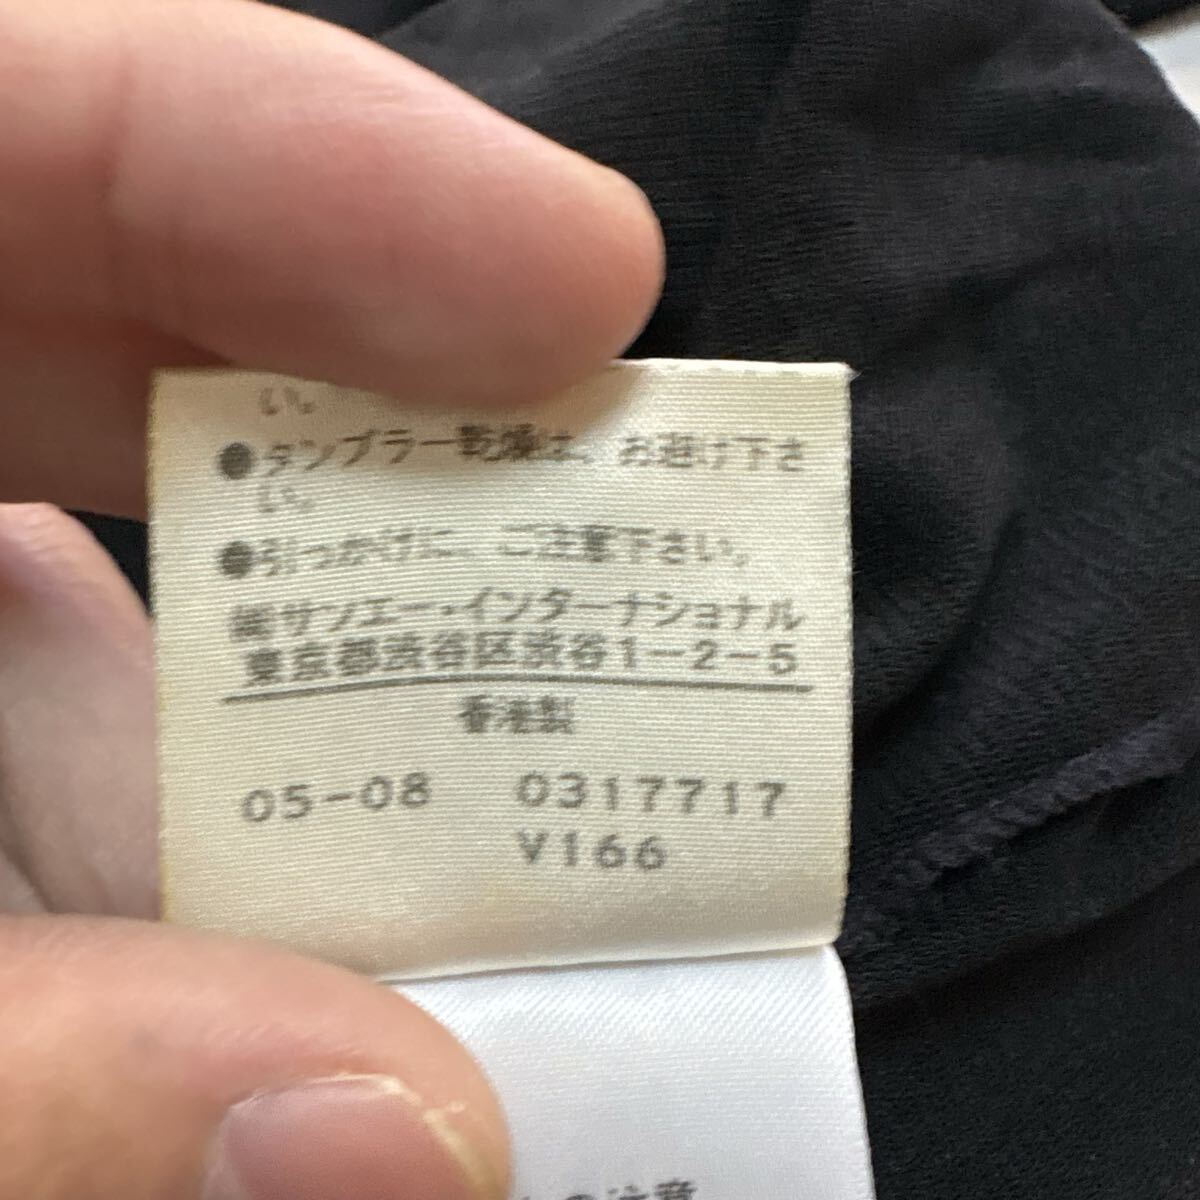 い。
●タンブラー乾燥は、お避け下さ
い。
●引っかけに、ご注意下さい。
㈱サンエー・インターナショナル
東京都渋谷区渋谷1-2-5
香港製
05-08 0317717
V166
の注意